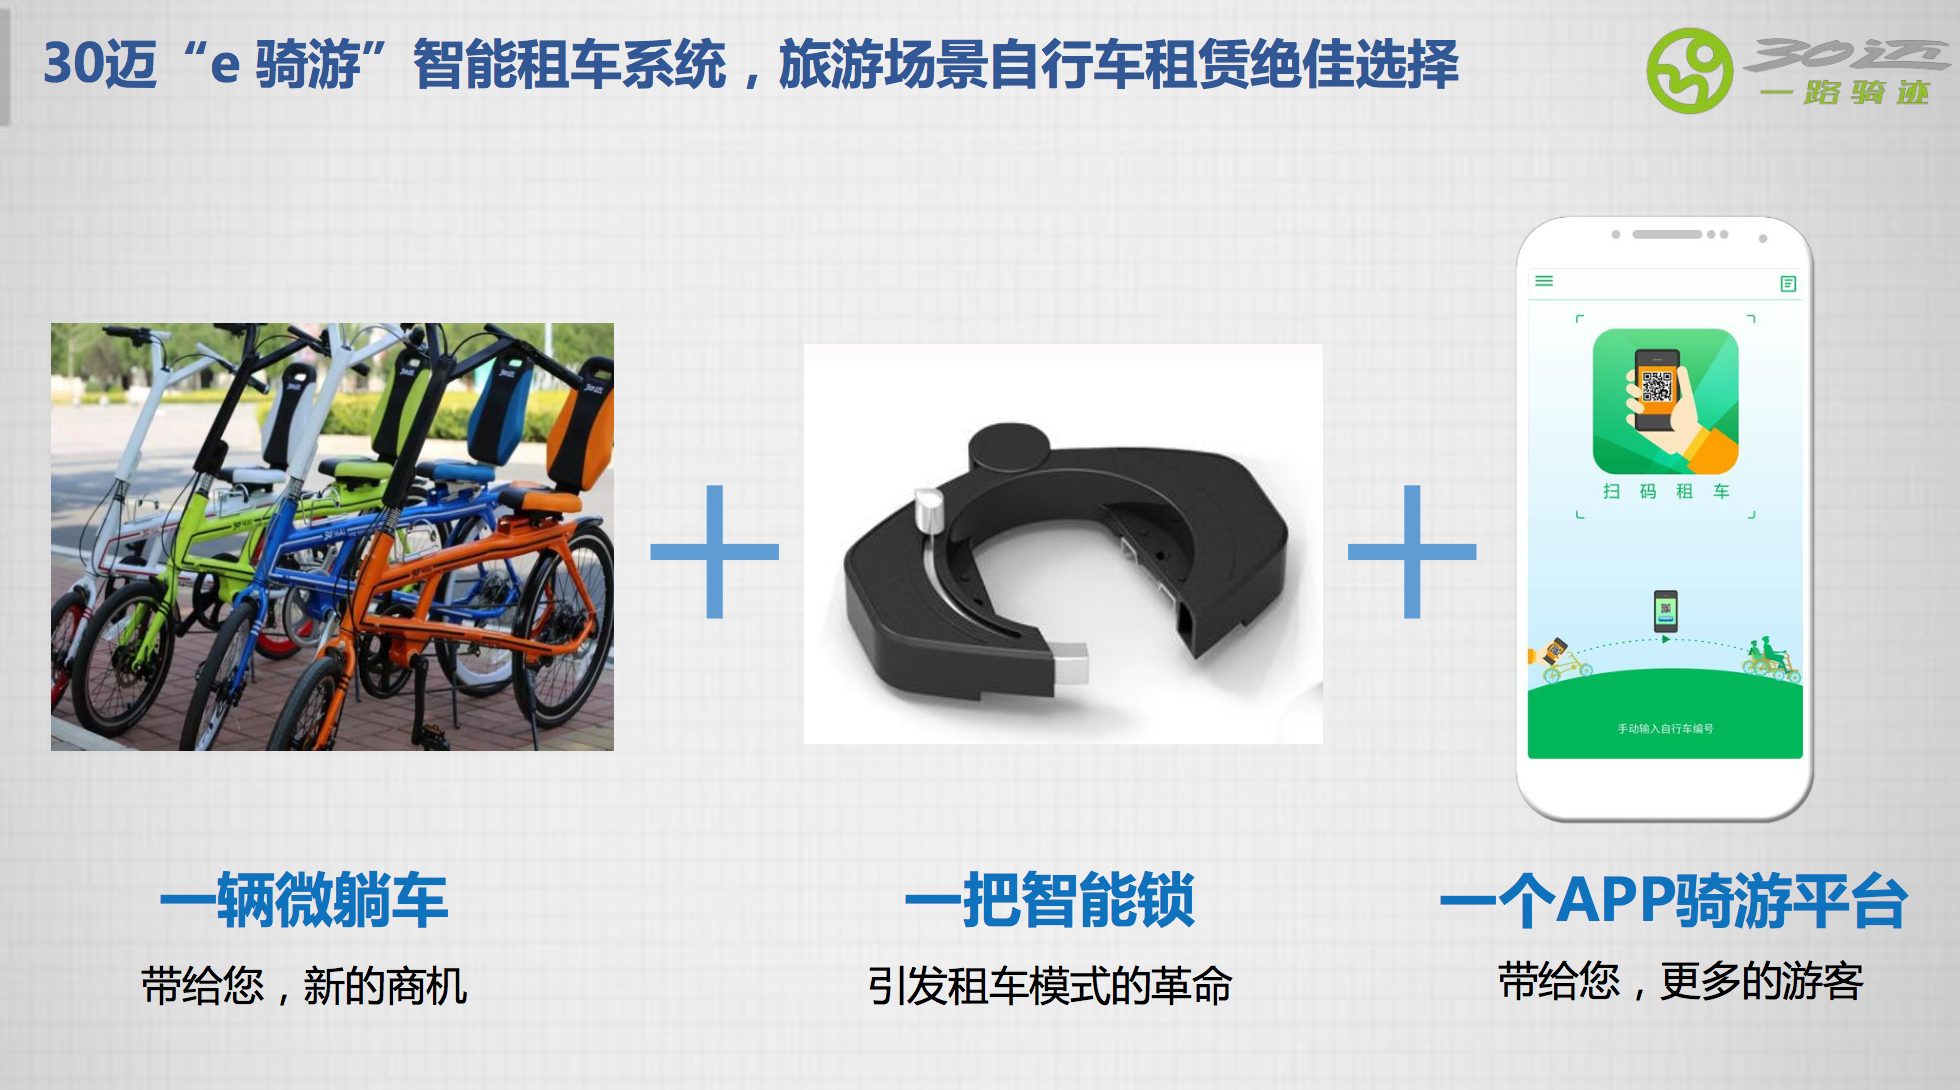 30迈“e 骑游”智能租车系统，旅游场景自行车租赁绝佳选择
30迈
一路骑迹
扫码租车
手动输入自行车编号
一辆微躺车
一把智能锁
一个APP骑游平台
带给您，新的商机
引发租车模式的革命
带给您，更多的游客